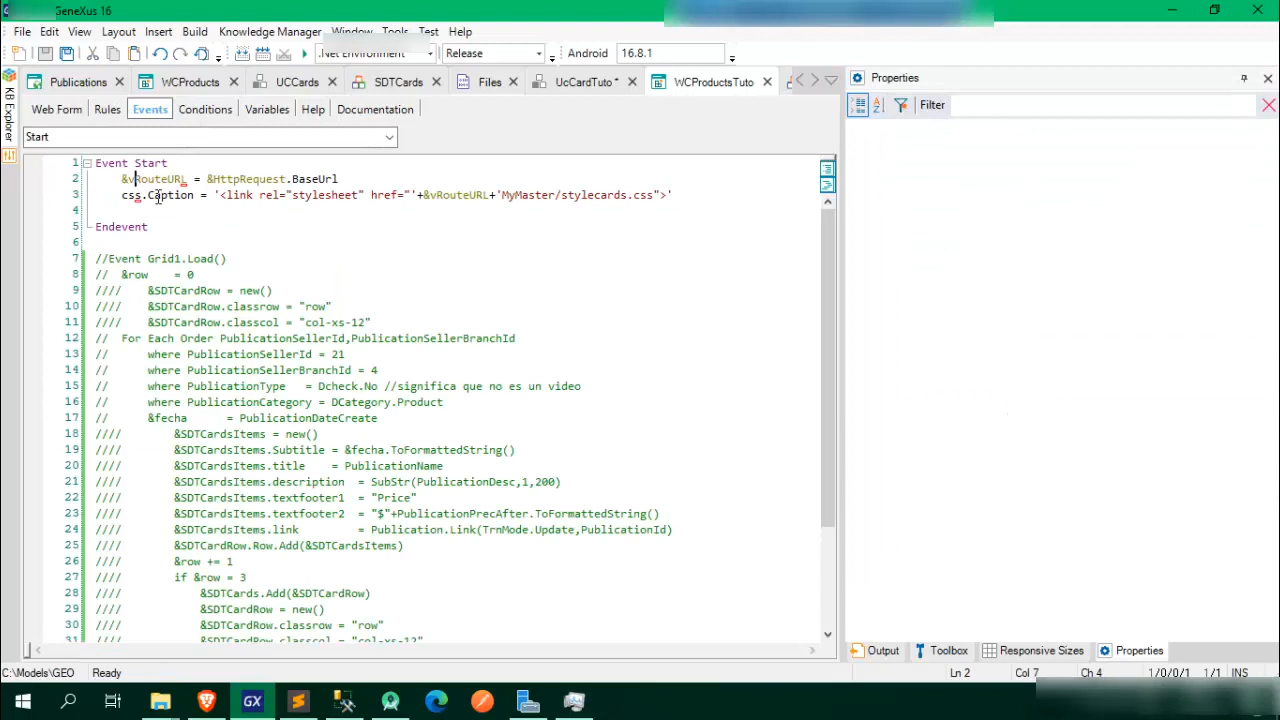 GeneXus 16
File Edit View Layout Insert Build Knowledge Manager Window Tools Test Help
.Net Environment Release Android 16.8.1
Publications WCProducts UCCards SDTCards Files UcCardTuto * WCProductsTuto Properties
Web Form Rules Events Conditions Variables Help Documentation Filter
KB Explorer
Start
1 Event Start
2 &vRouteURL = &HttpRequest.BaseUrl
3 css.Caption = '<link rel="stylesheet" href="'+&vRouteURL+'MyMaster/stylecards.css">'
4
5 Endevent
6
7 //Event Grid1.Load()
8 // &row = 0
9 //// &SDTCardRow = new()
10 //// &SDTCardRow.classrow = "row"
11 //// &SDTCardRow.classcol = "col-xs-12"
12 // For Each Order PublicationSellerId,PublicationSellerBranchId
13 // where PublicationSellerId = 21
14 // where PublicationSellerBranchId = 4
15 // where PublicationType = Dcheck.No //significa que no es un video
16 // where PublicationCategory = DCategory.Product
17 // &fecha = PublicationDateCreate
18 //// &SDTCardsItems = new()
19 //// &SDTCardsItems.Subtitle = &fecha.ToFormattedString()
20 //// &SDTCardsItems.title = PublicationName
21 //// &SDTCardsItems.description = SubStr(PublicationDesc,1,200)
22 //// &SDTCardsItems.textfooter1 = "Price"
23 //// &SDTCardsItems.textfooter2 = "$"+PublicationPrecAfter.ToFormattedString()
24 //// &SDTCardsItems.link = Publication.Link(TrnMode.Update,PublicationId)
25 //// &SDTCardRow.Row.Add(&SDTCardsItems)
26 //// &row += 1
27 //// if &row = 3
28 //// &SDTCards.Add(&SDTCardRow)
29 //// &SDTCardRow = new()
30 //// &SDTCardRow.classrow = "row"
31 //// &SDTCardRow.classcol = "col-xs-12"
Output Toolbox Responsive Sizes Properties
C:\Models\GEO Ready Ln 2 Col 7 Ch 4 1/0/0/1 1/1 INS
GX